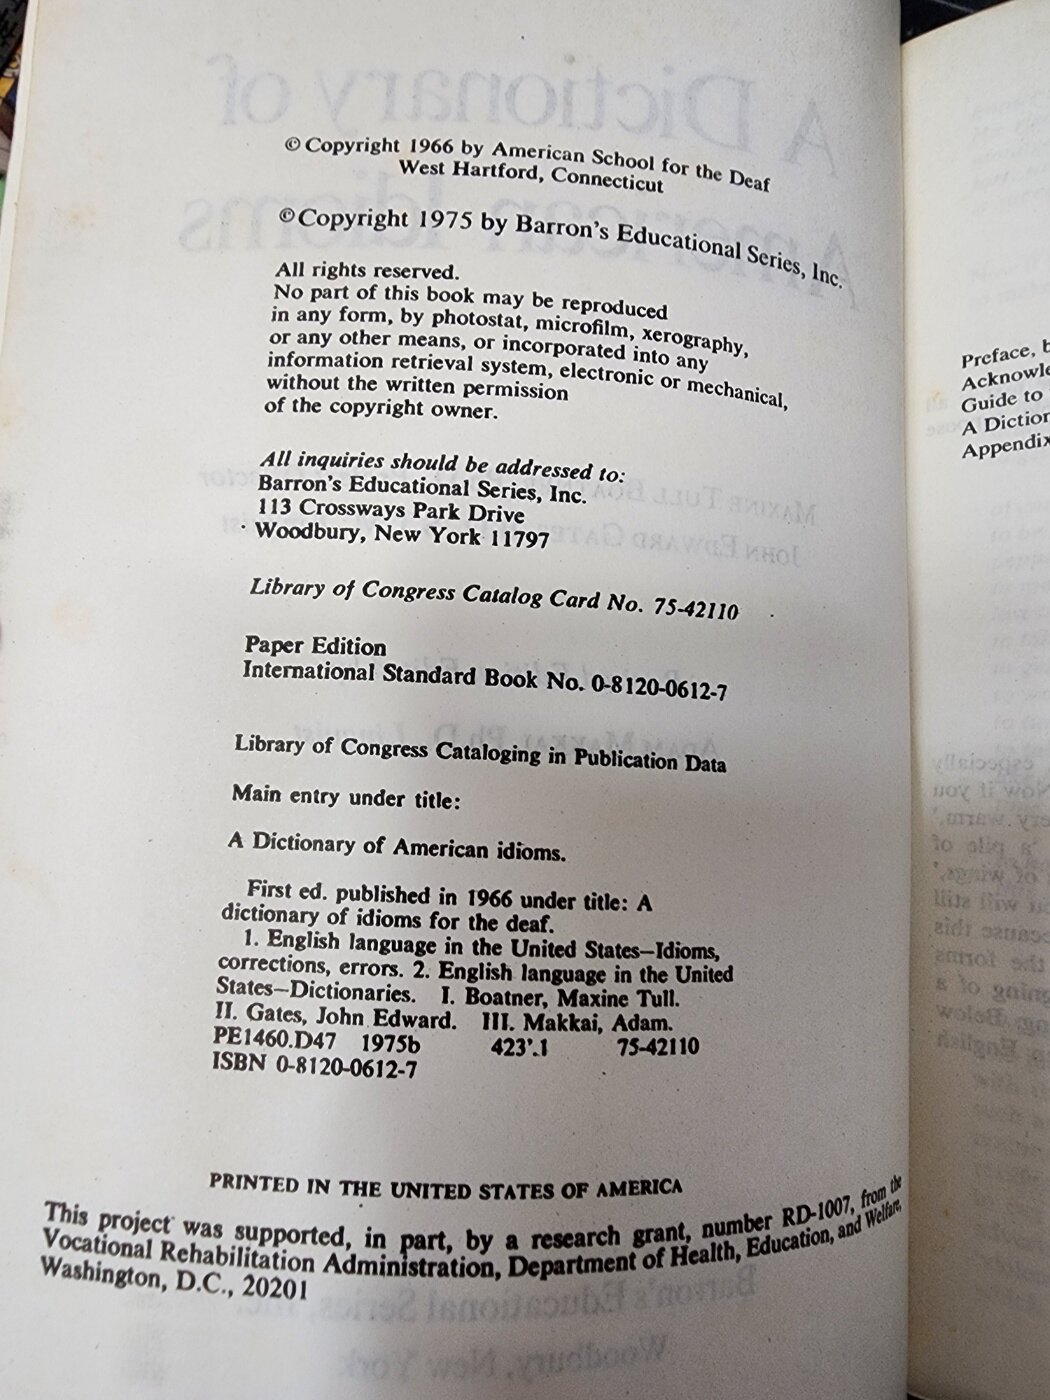 © Copyright 1966 by American School for the Deaf
West Hartford, Connecticut
© Copyright 1975 by Barron's Educational Series, Inc.
All rights reserved.
No part of this book may be reproduced
in any form, by photostat, microfilm, xerography,
or any other means, or incorporated into any
information retrieval system, electronic or mechanical,
without the written permission
of the copyright owner.
All inquiries should be addressed to:
Barron's Educational Series, Inc.
113 Crossways Park Drive
Woodbury, New York 11797
Library of Congress Catalog Card No. 75-42110
Paper Edition
International Standard Book No. 0-8120-0612-7
Library of Congress Cataloging in Publication Data
Main entry under title:
A Dictionary of American idioms.
First ed. published in 1966 under title: A
dictionary of idioms for the deaf.
1. English language in the United States—Idioms,
corrections, errors. 2. English language in the United
States—Dictionaries. I. Boatner, Maxine Tull.
II. Gates, John Edward. III. Makkai, Adam.
PE1460.D47 1975b 423'.1 75-42110
ISBN 0-8120-0612-7
PRINTED IN THE UNITED STATES OF AMERICA
This project was supported, in part, by a research grant, number RD-1007, from the
Vocational Rehabilitation Administration, Department of Health, Education, and Welfare,
Washington, D.C., 20201
Preface,
Guide to
Appendix